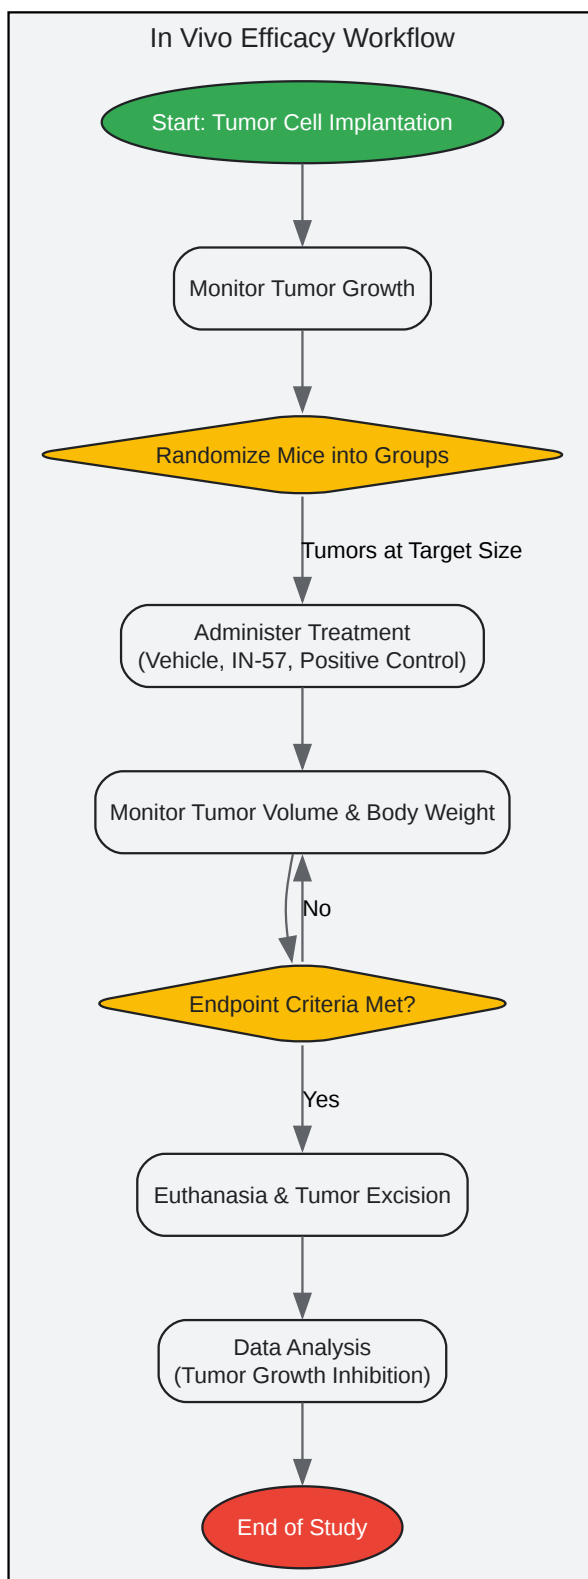 In Vivo Efficacy Workflow
Start: Tumor Cell Implantation
Monitor Tumor Growth
Randomize Mice into Groups
Tumors at Target Size
Administer Treatment
(Vehicle, IN-57, Positive Control)
Monitor Tumor Volume & Body Weight
No
Endpoint Criteria Met?
Yes
Euthanasia & Tumor Excision
Data Analysis
(Tumor Growth Inhibition)
End of Study